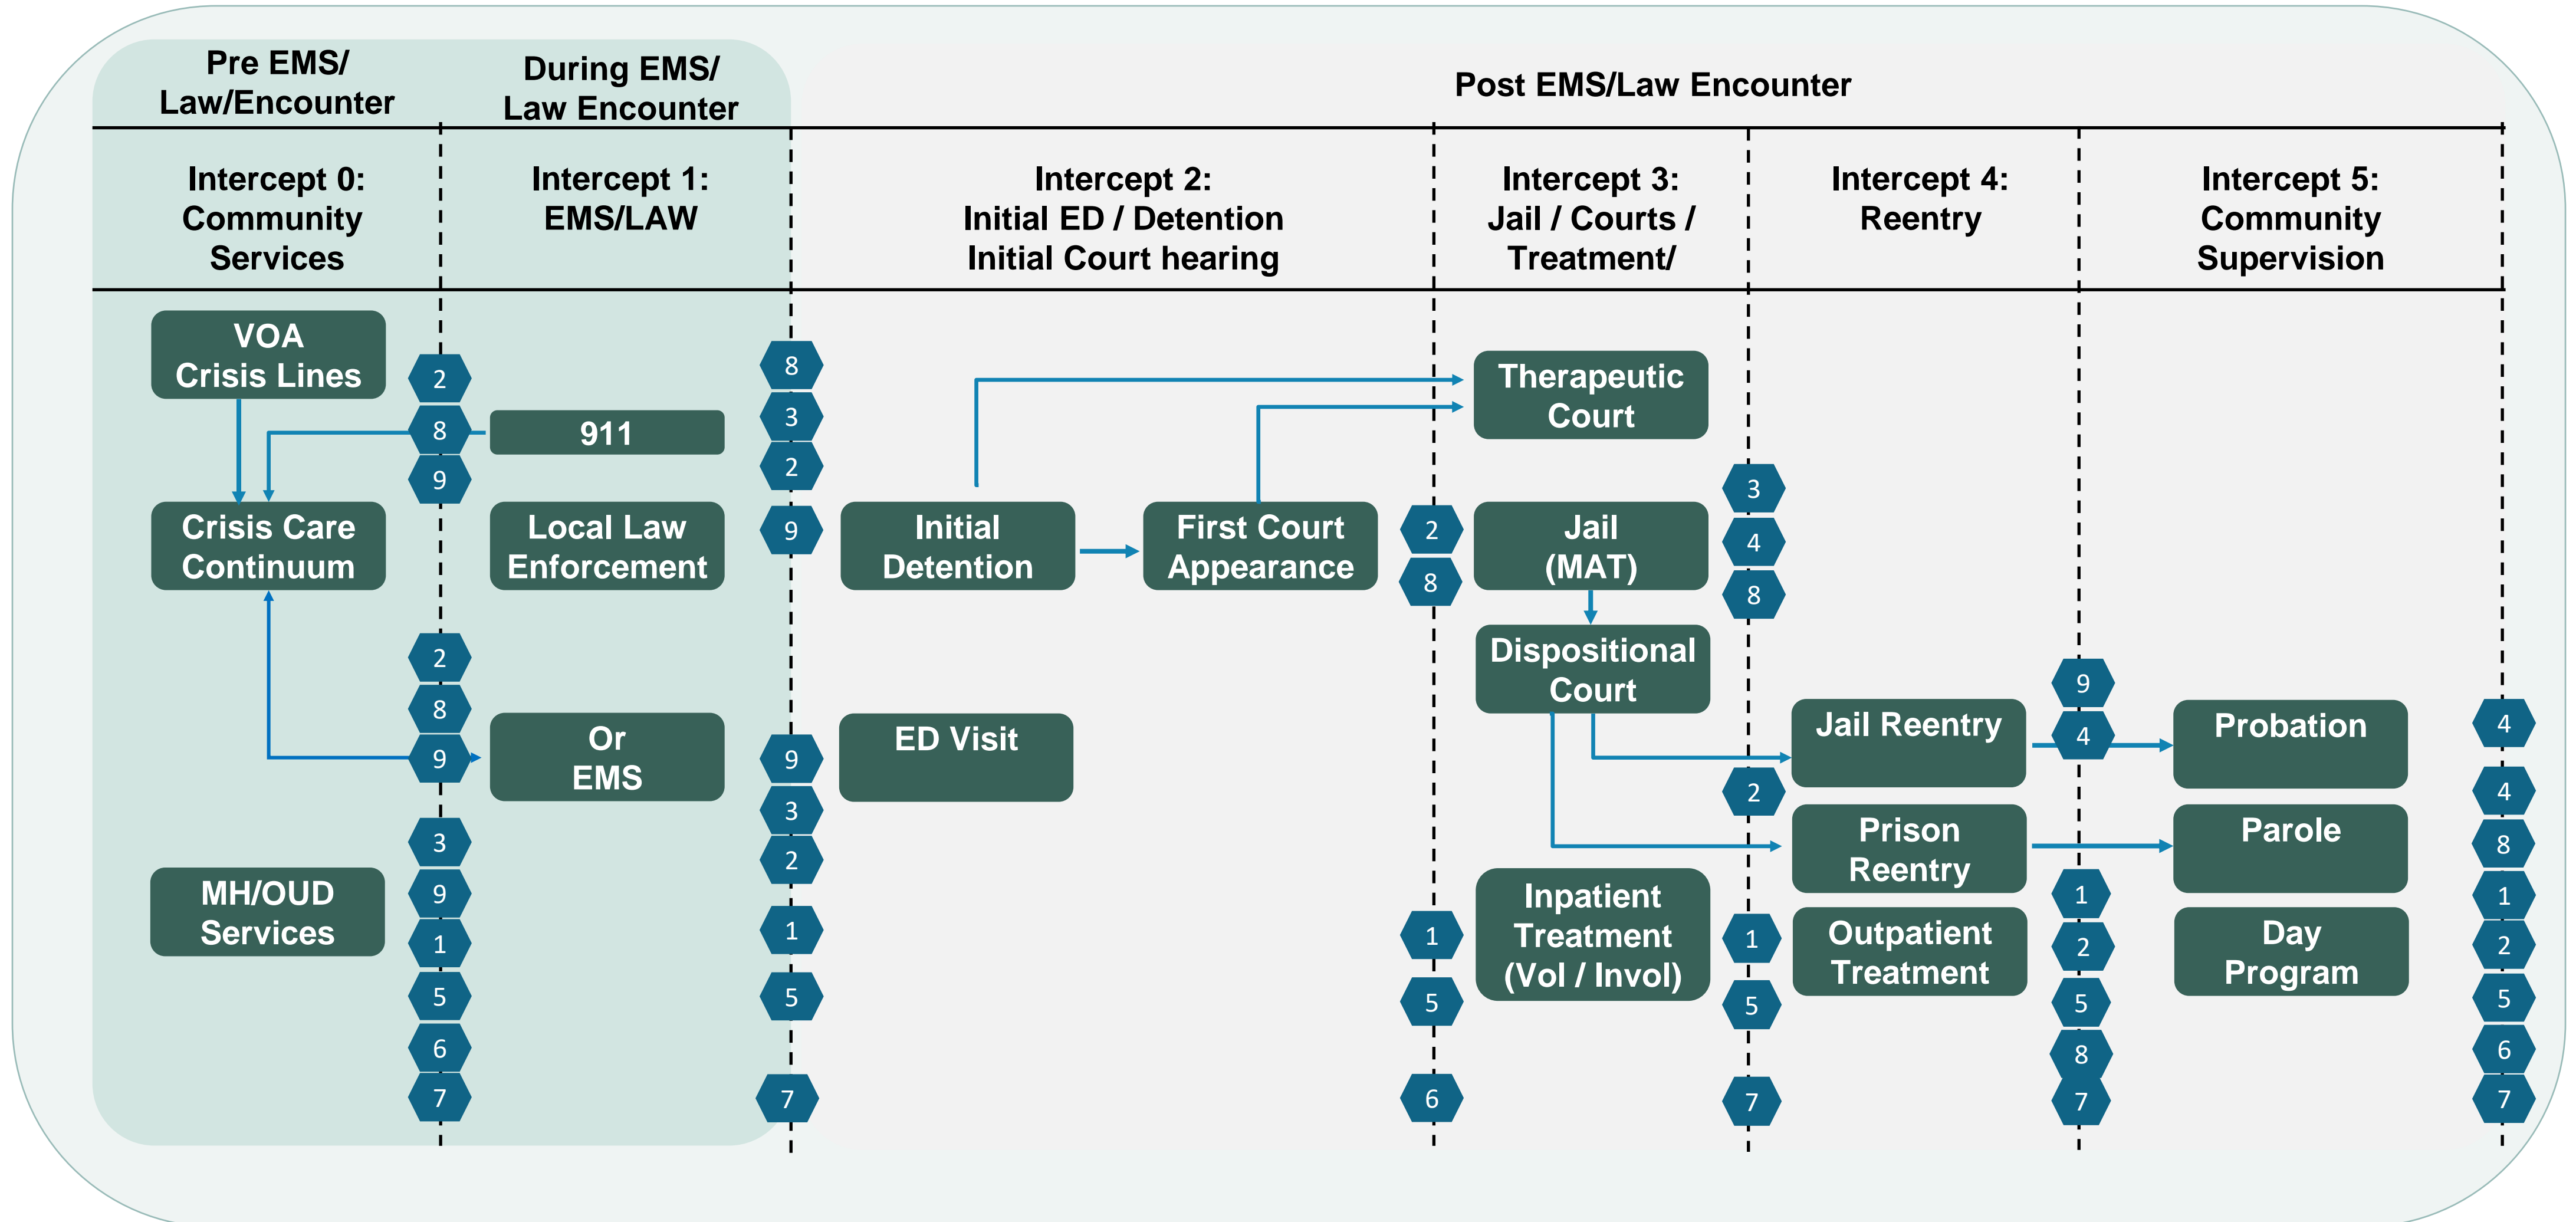 Pre EMS/
Law/Encounter
During EMS/
Law Encounter
Post EMS/Law Encounter
Intercept 0:
Community
Services
Intercept 1:
EMS/LAW
Intercept 2:
Initial ED / Detention
Initial Court hearing
Intercept 3:
Jail / Courts /
Treatment/
Intercept 4:
Reentry
Intercept 5:
Community
Supervision
VOA
Crisis Lines
Crisis Care
Continuum
MH/OUD
Services
2
8
9
2
8
9
3
9
1
5
6
7
911
Local Law
Enforcement
Or
EMS
8
3
2
9
9
3
2
1
5
7
Initial
Detention
First Court
Appearance
ED Visit
2
8
1
5
6
Therapeutic
Court
Jail
(MAT)
Dispositional
Court
Inpatient
Treatment
(Vol / Invol)
3
4
8
2
1
5
7
Jail Reentry
Prison
Reentry
Outpatient
Treatment
9
4
1
2
5
8
7
Probation
Parole
Day
Program
4
4
8
1
2
5
6
7